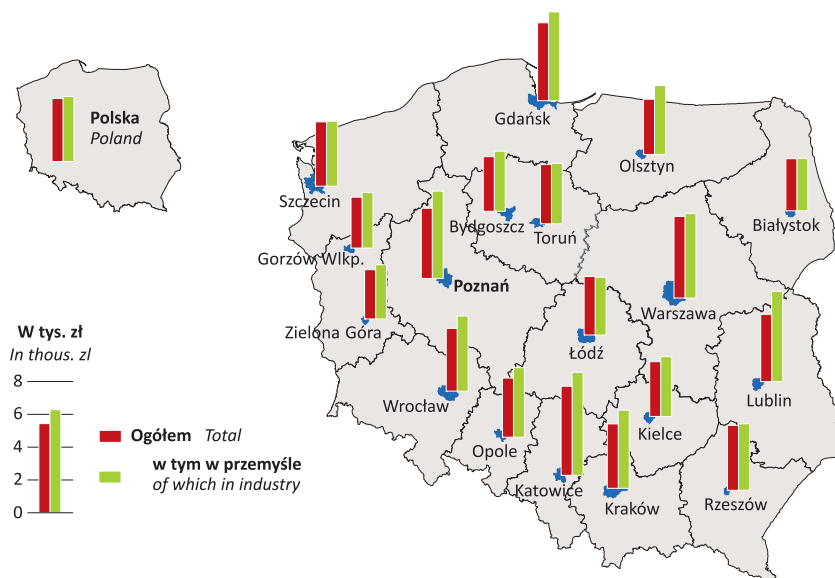 Polska
Poland
Gdańsk
Olsztyn
Szczecin
Bydgoszcz
Toruń
Białystok
Gorzów Wlkp.
Poznań
Warszawa
Zielona Góra
Łódź
Wrocław
Lublin
Kielce
Opole
Katowice
Kraków
Rzeszów
W tys. zł
In thous. zl
8
6
4
2
0
Ogółem Total
w tym w przemyśle
of which in industry